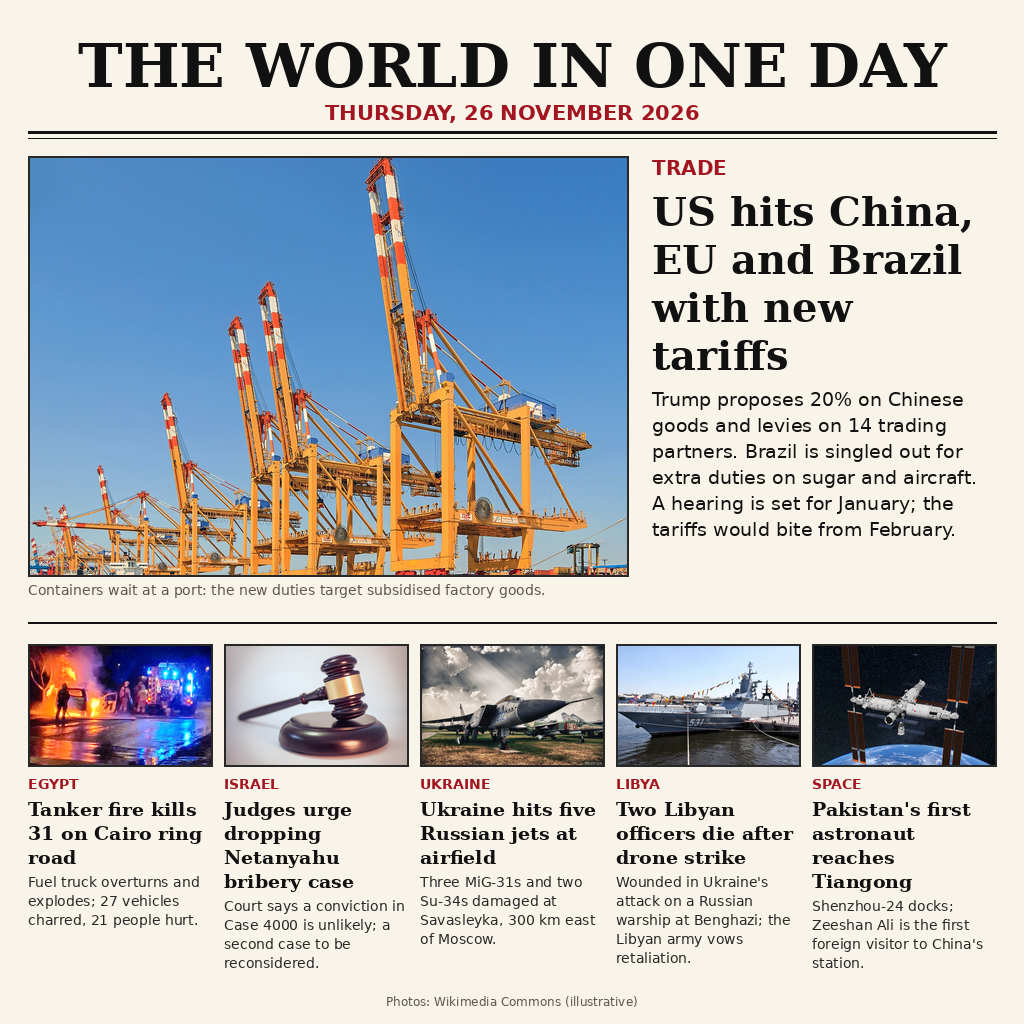 THE WORLD IN ONE DAY
THURSDAY, 26 NOVEMBER 2026
TRADE
US hits China,
EU and Brazil
with new
tariffs
Trump proposes 20% on Chinese
goods and levies on 14 trading
partners. Brazil is singled out for
extra duties on sugar and aircraft.
A hearing is set for January; the
tariffs would bite from February.
Containers wait at a port: the new duties target subsidised factory goods.
EGYPT
Tanker fire kills
31 on Cairo ring
road
Fuel truck overturns and
explodes; 27 vehicles
charred, 21 people hurt.
ISRAEL
Judges urge
dropping
Netanyahu
bribery case
Court says a conviction in
Case 4000 is unlikely; a
second case to be
reconsidered.
UKRAINE
Ukraine hits five
Russian jets at
airfield
Three MiG-31s and two
Su-34s damaged at
Savasleyka, 300 km east
of Moscow.
531
LIBYA
Two Libyan
officers die after
drone strike
Wounded in Ukraine's
attack on a Russian
warship at Benghazi; the
Libyan army vows
retaliation.
SPACE
Pakistan's first
astronaut
reaches
Tiangong
Shenzhou-24 docks;
Zeeshan Ali is the first
foreign visitor to China's
station.
Photos: Wikimedia Commons (illustrative)